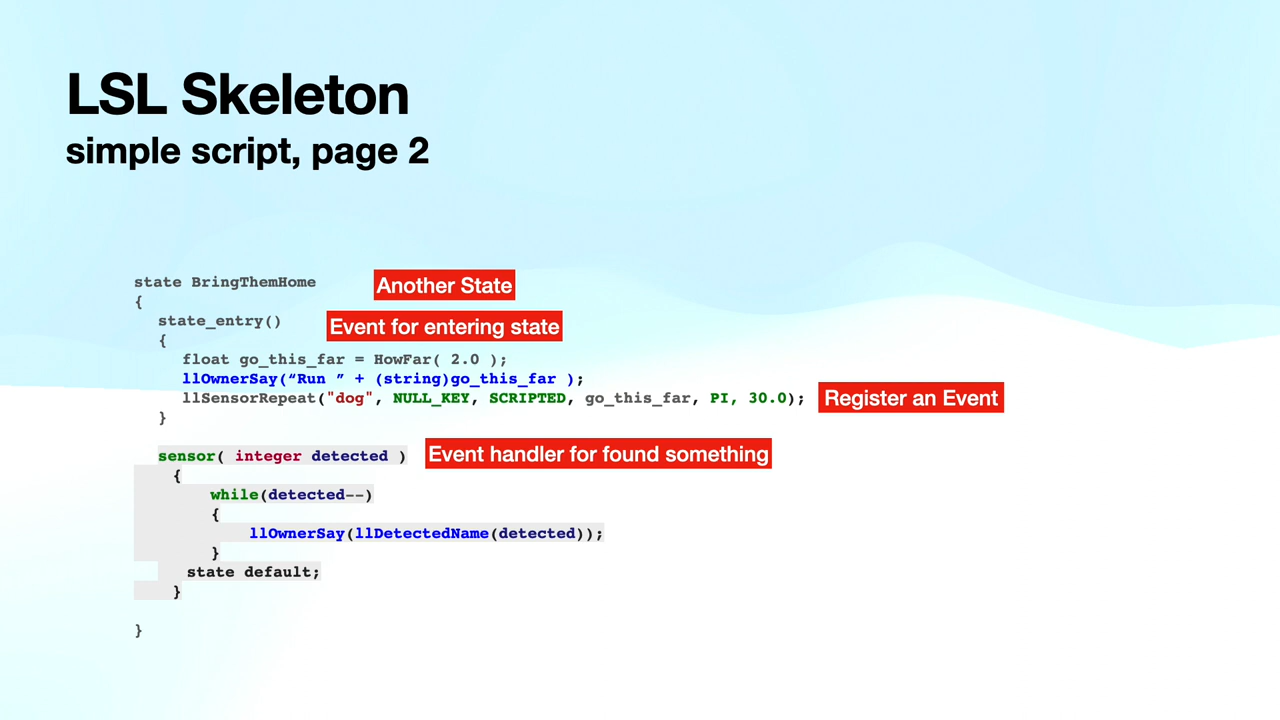 LSL Skeleton
simple script, page 2
state BringThemHome
Another State
{
state_entry()
Event for entering state
{
float go_this_far = HowFar( 2.0 );
llOwnerSay(“Run ” + (string)go_this_far );
llSensorRepeat("dog", NULL_KEY, SCRIPTED, go_this_far, PI, 30.0);
Register an Event
}
sensor( integer detected )
Event handler for found something
{
while(detected--)
{
llOwnerSay(llDetectedName(detected));
}
state default;
}
}